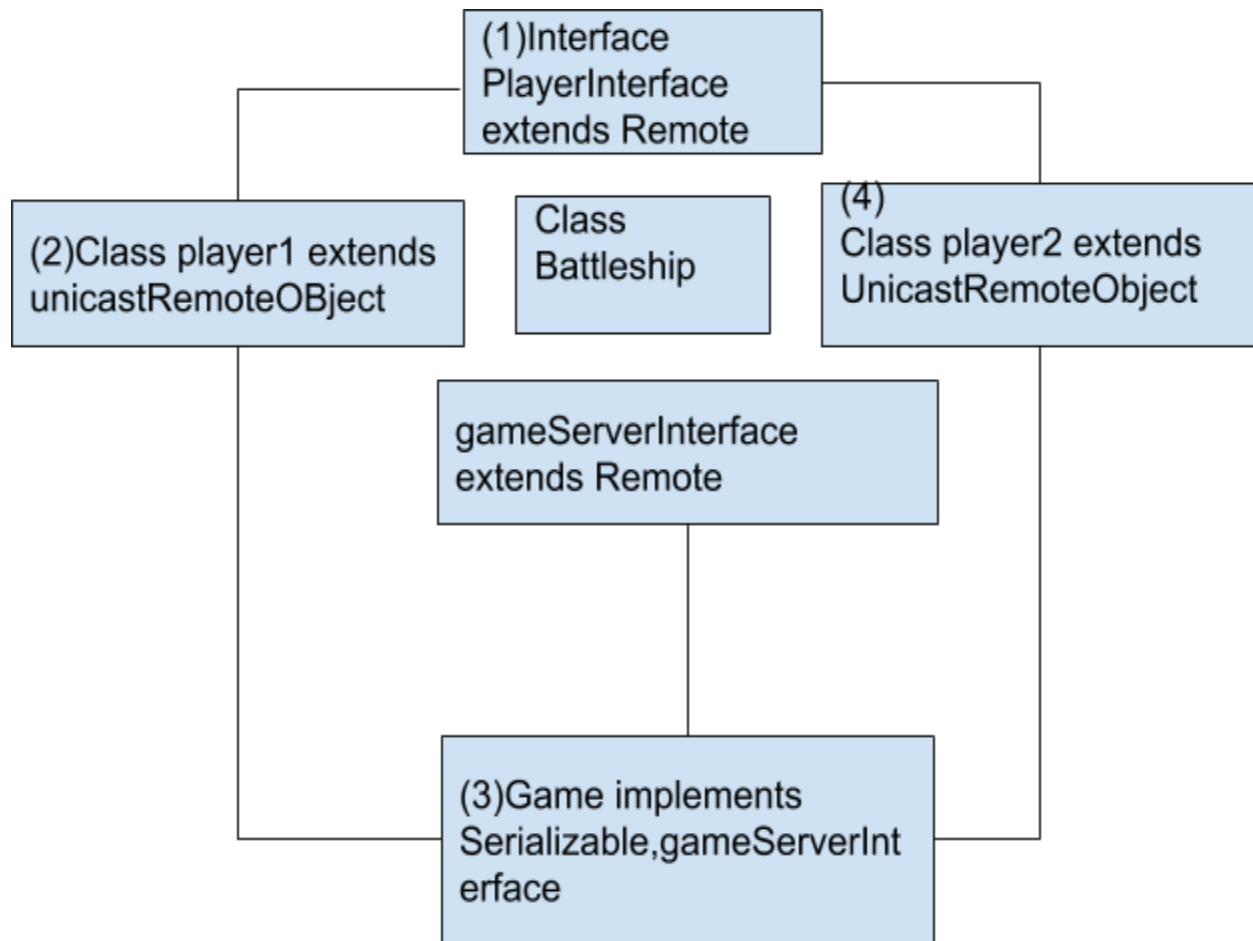 (1)Interface
PlayerInterface
extends Remote
(2)Class player1 extends
unicastRemoteOBject
Class
Battleship
(4)
Class player2 extends
UnicastRemoteObject
gameServerInterface
extends Remote
(3)Game implements
Serializable,gameServerInt
erface